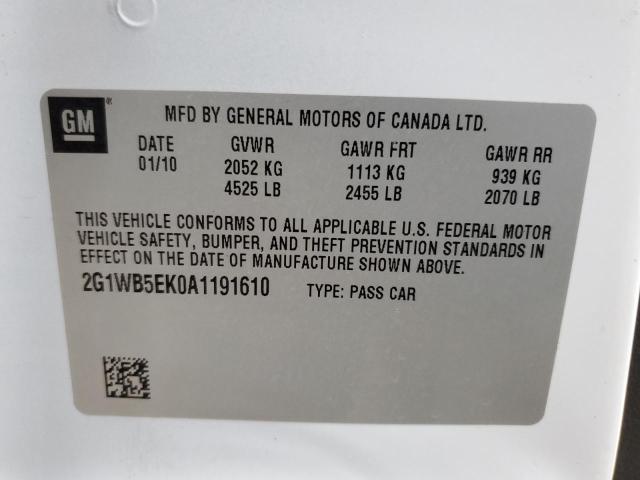 GM ®
MFD BY GENERAL MOTORS OF CANADA LTD.
DATE GVWR GAWR FRT GAWR RR
01/10 2052 KG 1113 KG 939 KG
4525 LB 2455 LB 2070 LB
THIS VEHICLE CONFORMS TO ALL APPLICABLE U.S. FEDERAL MOTOR
VEHICLE SAFETY, BUMPER, AND THEFT PREVENTION STANDARDS IN
EFFECT ON THE DATE OF MANUFACTURE SHOWN ABOVE.
2G1WB5EK0A1191610 TYPE: PASS CAR